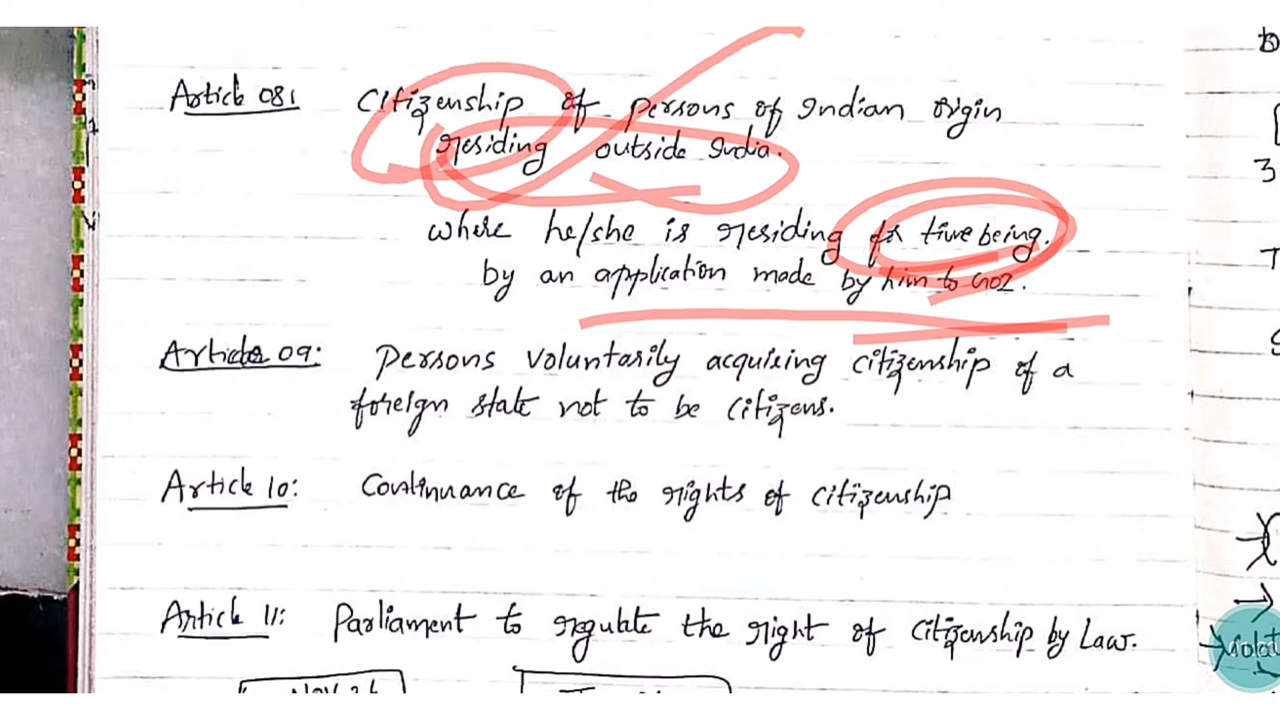 Article 08: Citizenship of persons of Indian Origin
residing outside India.
where he/she is residing for time being.
by an application made by him to GOI.
Article 09: Persons voluntarily acquiring citizenship of a
foreign state not to be citizens.
Article 10: Continuance of the rights of citizenship
Article 11: Parliament to regulate the right of citizenship by Law.